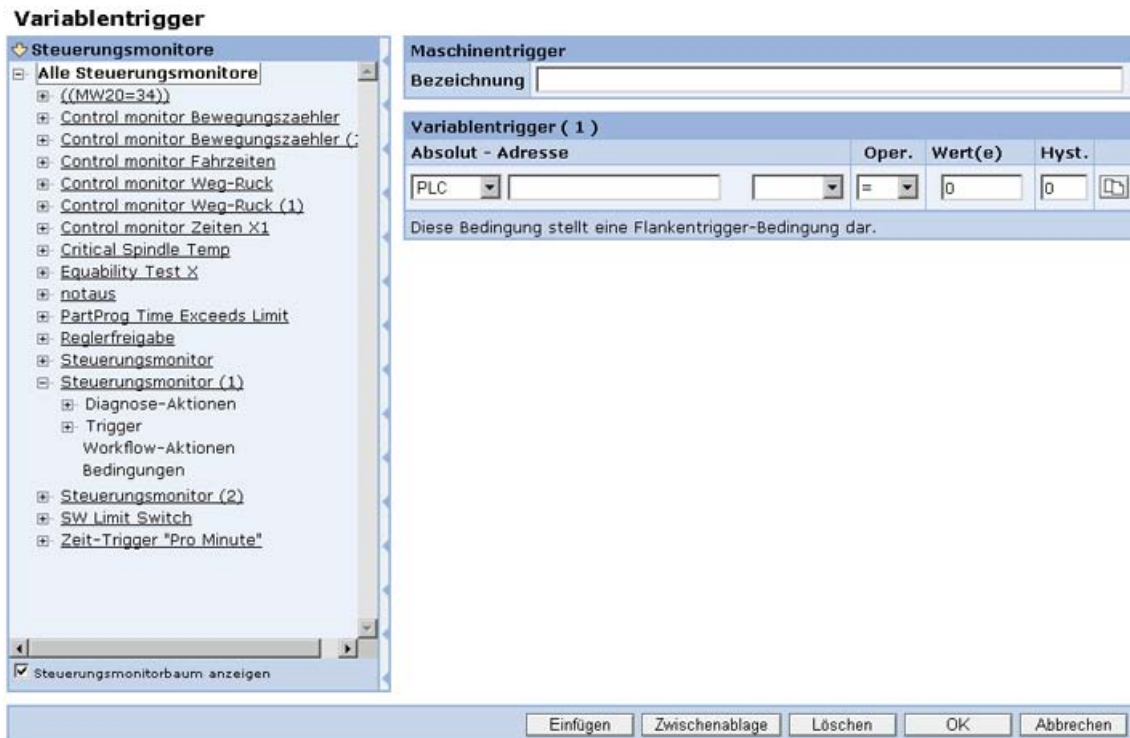 Variablentrigger
Steuerungsmonitore
Alle Steuerungsmonitore
((MW20=34))
Control monitor Bewegungszaehler
Control monitor Bewegungszaehler (
Control monitor Fahrzeiten
Control monitor Weg-Ruck
Control monitor Weg-Ruck (1)
Control monitor Zeiten X1
Critical Spindle Temp
Equability Test X
notaus
PartProg Time Exceeds Limit
Reglerfreigabe
Steuerungsmonitor
Steuerungsmonitor (1)
Diagnose-Aktionen
Trigger
Workflow-Aktionen
Bedingungen
Steuerungsmonitor (2)
SW Limit Switch
Zeit-Trigger "Pro Minute"
Steuerungsmonitorbaum anzeigen
Maschinentrigger
Bezeichnung
Variablentrigger ( 1 )
Absolut - Adresse Oper. Wert(e) Hyst.
PLC = 0 0
Diese Bedingung stellt eine Flankentrigger-Bedingung dar.
Einfügen Zwischenablage Löschen OK Abbrechen